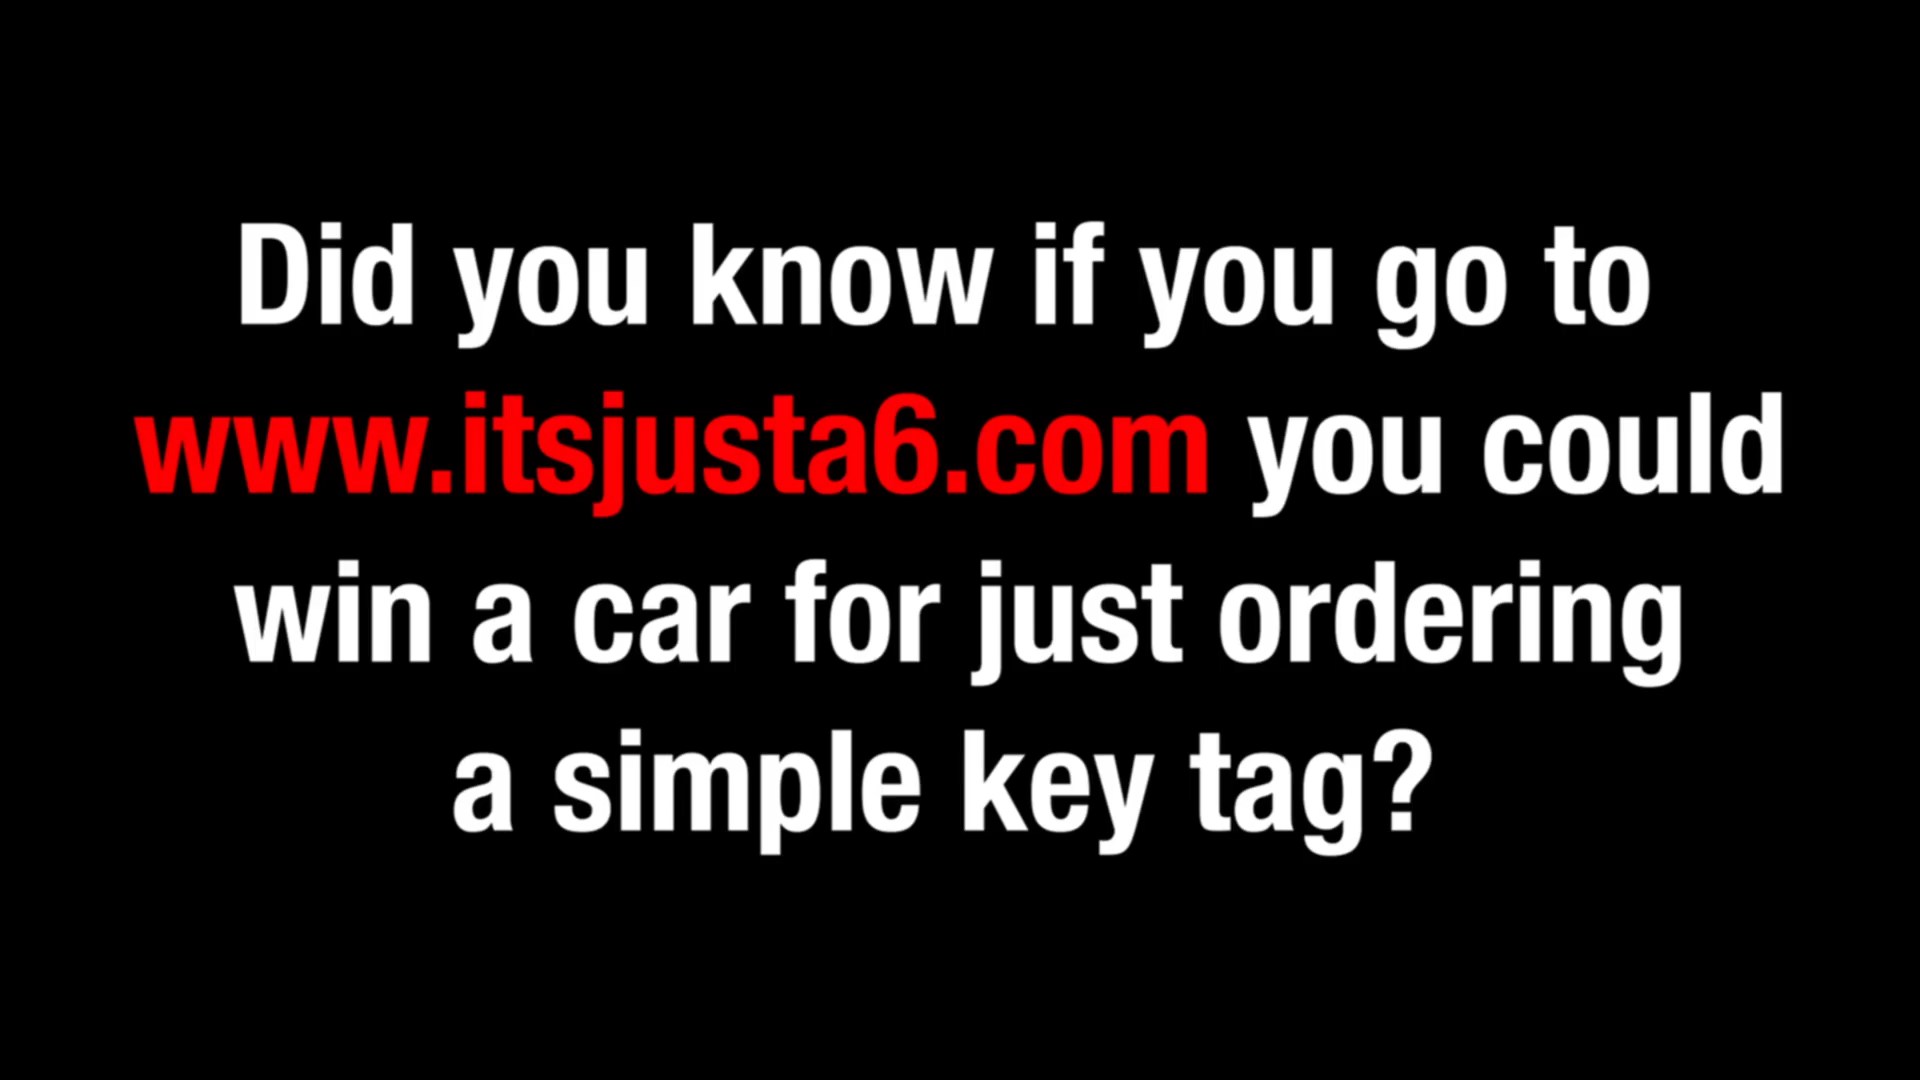 Did you know if you go to
www.itsjusta6.com you could
win a car for just ordering
a simple key tag?